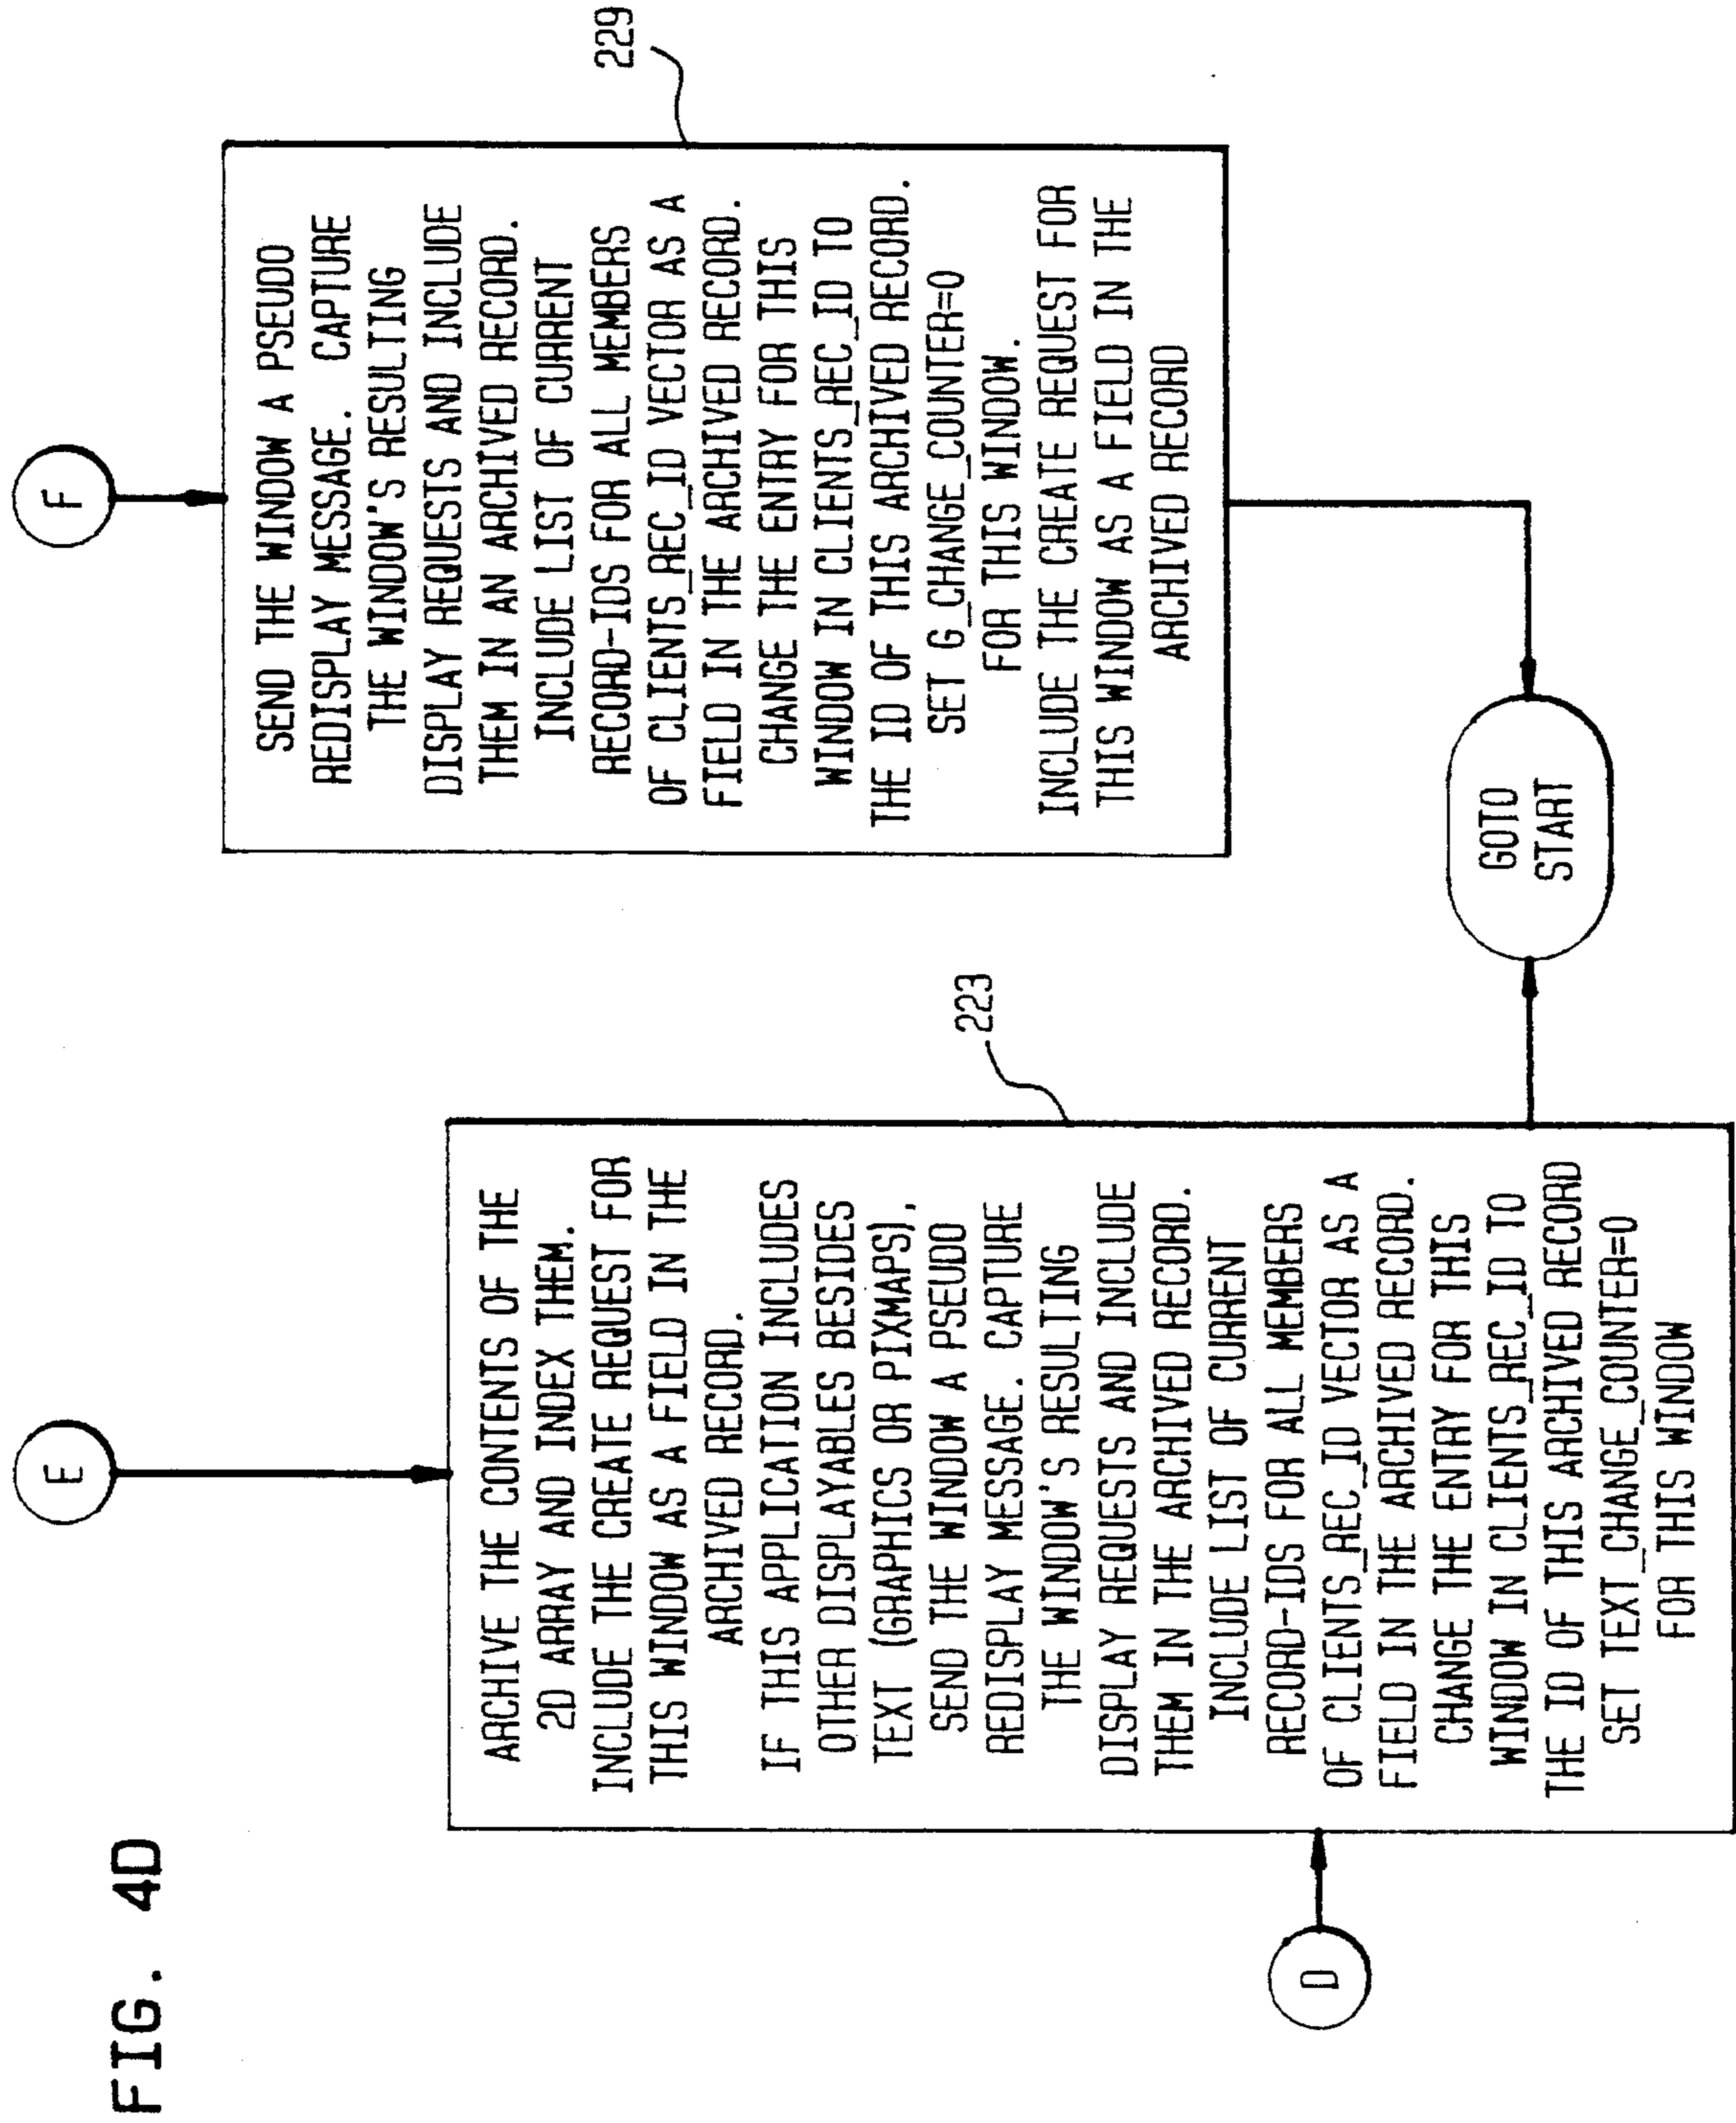 FIG. 4D
E
ARCHIVE THE CONTENTS OF THE
2D ARRAY AND INDEX THEM.
INCLUDE THE CREATE REQUEST FOR
THIS WINDOW AS A FIELD IN THE
ARCHIVED RECORD.
IF THIS APPLICATION INCLUDES
OTHER DISPLAYABLES BESIDES
TEXT (GRAPHICS OR PIXMAPS),
SEND THE WINDOW A PSEUDO
REDISPLAY MESSAGE. CAPTURE
THE WINDOW'S RESULTING
DISPLAY REQUESTS AND INCLUDE
THEM IN THE ARCHIVED RECORD.
INCLUDE LIST OF CURRENT
RECORD-IDS FOR ALL MEMBERS
OF CLIENTS_REC_ID VECTOR AS A
FIELD IN THE ARCHIVED RECORD.
CHANGE THE ENTRY FOR THIS
WINDOW IN CLIENTS_REC_ID TO
THE ID OF THIS ARCHIVED RECORD
SET TEXT_CHANGE_COUNTER=0
FOR THIS WINDOW
223
D
F
SEND THE WINDOW A PSEUDO
REDISPLAY MESSAGE. CAPTURE
THE WINDOW'S RESULTING
DISPLAY REQUESTS AND INCLUDE
THEM IN AN ARCHIVED RECORD.
INCLUDE LIST OF CURRENT
RECORD-IDS FOR ALL MEMBERS
OF CLIENTS_REC_ID VECTOR AS A
FIELD IN THE ARCHIVED RECORD.
CHANGE THE ENTRY FOR THIS
WINDOW IN CLIENTS_REC_ID TO
THE ID OF THIS ARCHIVED RECORD.
SET G_CHANGE_COUNTER=0
FOR THIS WINDOW.
INCLUDE THE CREATE REQUEST FOR
THIS WINDOW AS A FIELD IN THE
ARCHIVED RECORD
229
GOTO
START